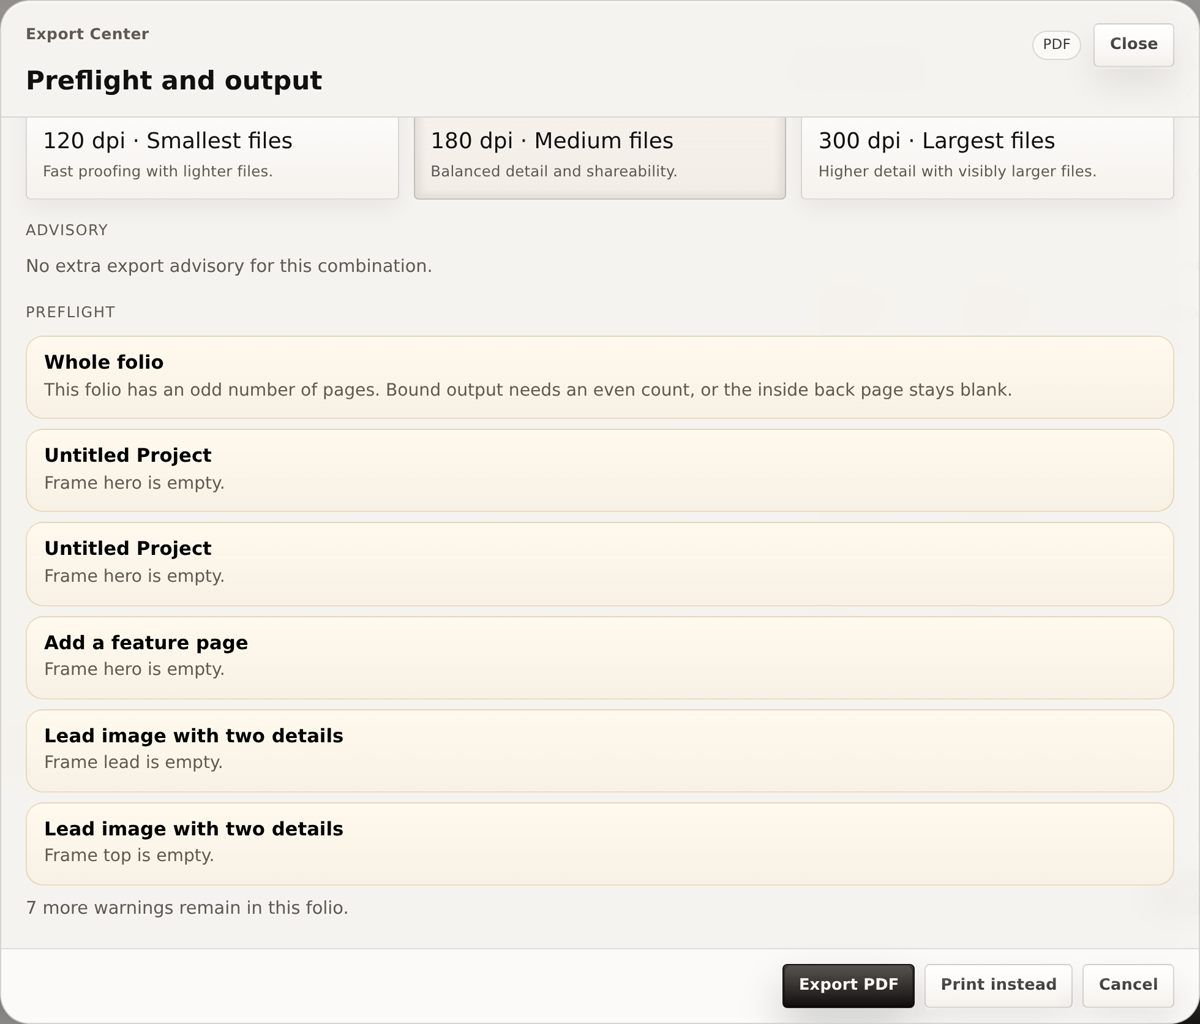 Export Center
PDF
Close
Preflight and output
120 dpi · Smallest files
Fast proofing with lighter files.
180 dpi · Medium files
Balanced detail and shareability.
300 dpi · Largest files
Higher detail with visibly larger files.
ADVISORY
No extra export advisory for this combination.
PREFLIGHT
Whole folio
This folio has an odd number of pages. Bound output needs an even count, or the inside back page stays blank.
Untitled Project
Frame hero is empty.
Untitled Project
Frame hero is empty.
Add a feature page
Frame hero is empty.
Lead image with two details
Frame lead is empty.
Lead image with two details
Frame top is empty.
7 more warnings remain in this folio.
Export PDF
Print instead
Cancel